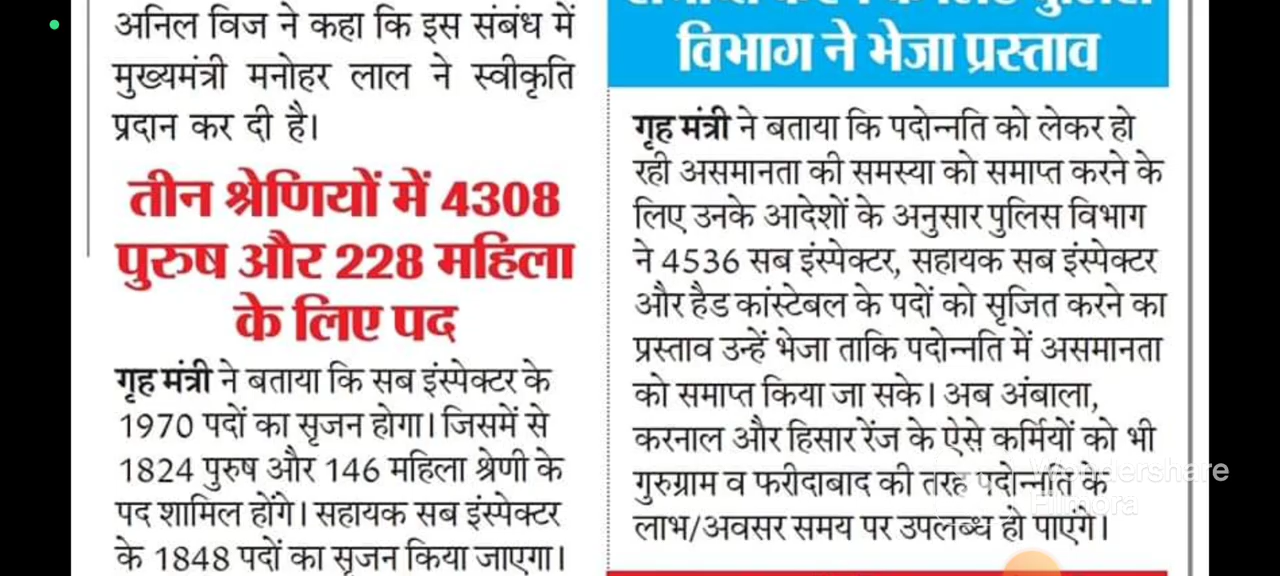 अनिल विज ने कहा कि इस संबंध में
मुख्यमंत्री मनोहर लाल ने स्वीकृति
प्रदान कर दी है।
तीन श्रेणियों में 4308
पुरुष और 228 महिला
के लिए पद
गृह मंत्री ने बताया कि सब इंस्पेक्टर के
1970 पदों का सृजन होगा। जिसमें से
1824 पुरुष और 146 महिला श्रेणी के
पद शामिल होंगे। सहायक सब इंस्पेक्टर
के 1848 पदों का सृजन किया जाएगा।
विभाग ने भेजा प्रस्ताव
गृह मंत्री ने बताया कि पदोन्नति को लेकर हो
रही असमानता की समस्या को समाप्त करने के
लिए उनके आदेशों के अनुसार पुलिस विभाग
ने 4536 सब इंस्पेक्टर, सहायक सब इंस्पेक्टर
और हैड कांस्टेबल के पदों को सृजित करने का
प्रस्ताव उन्हें भेजा ताकि पदोन्नति में असमानता
को समाप्त किया जा सके। अब अंबाला,
करनाल और हिसार रेंज के ऐसे कर्मियों को भी
गुरुग्राम व फरीदाबाद की तरह पदोन्नति के
लाभ/अवसर समय पर उपलब्ध हो पाएंगे।
Wondershare
Filmora